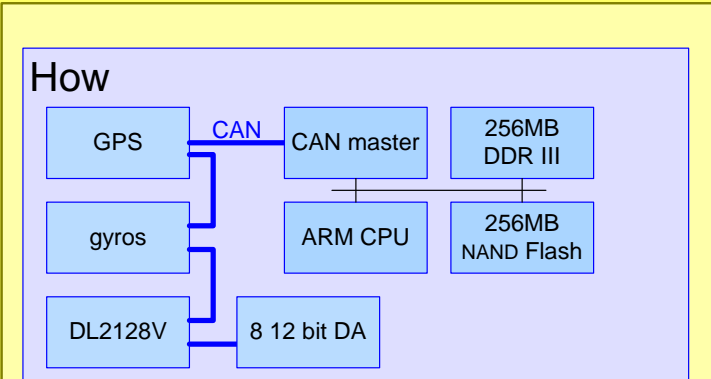 How
GPS
CAN
CAN master
256MB
DDR III
gyros
ARM CPU
256MB
NAND Flash
DL2128V
8 12 bit DA